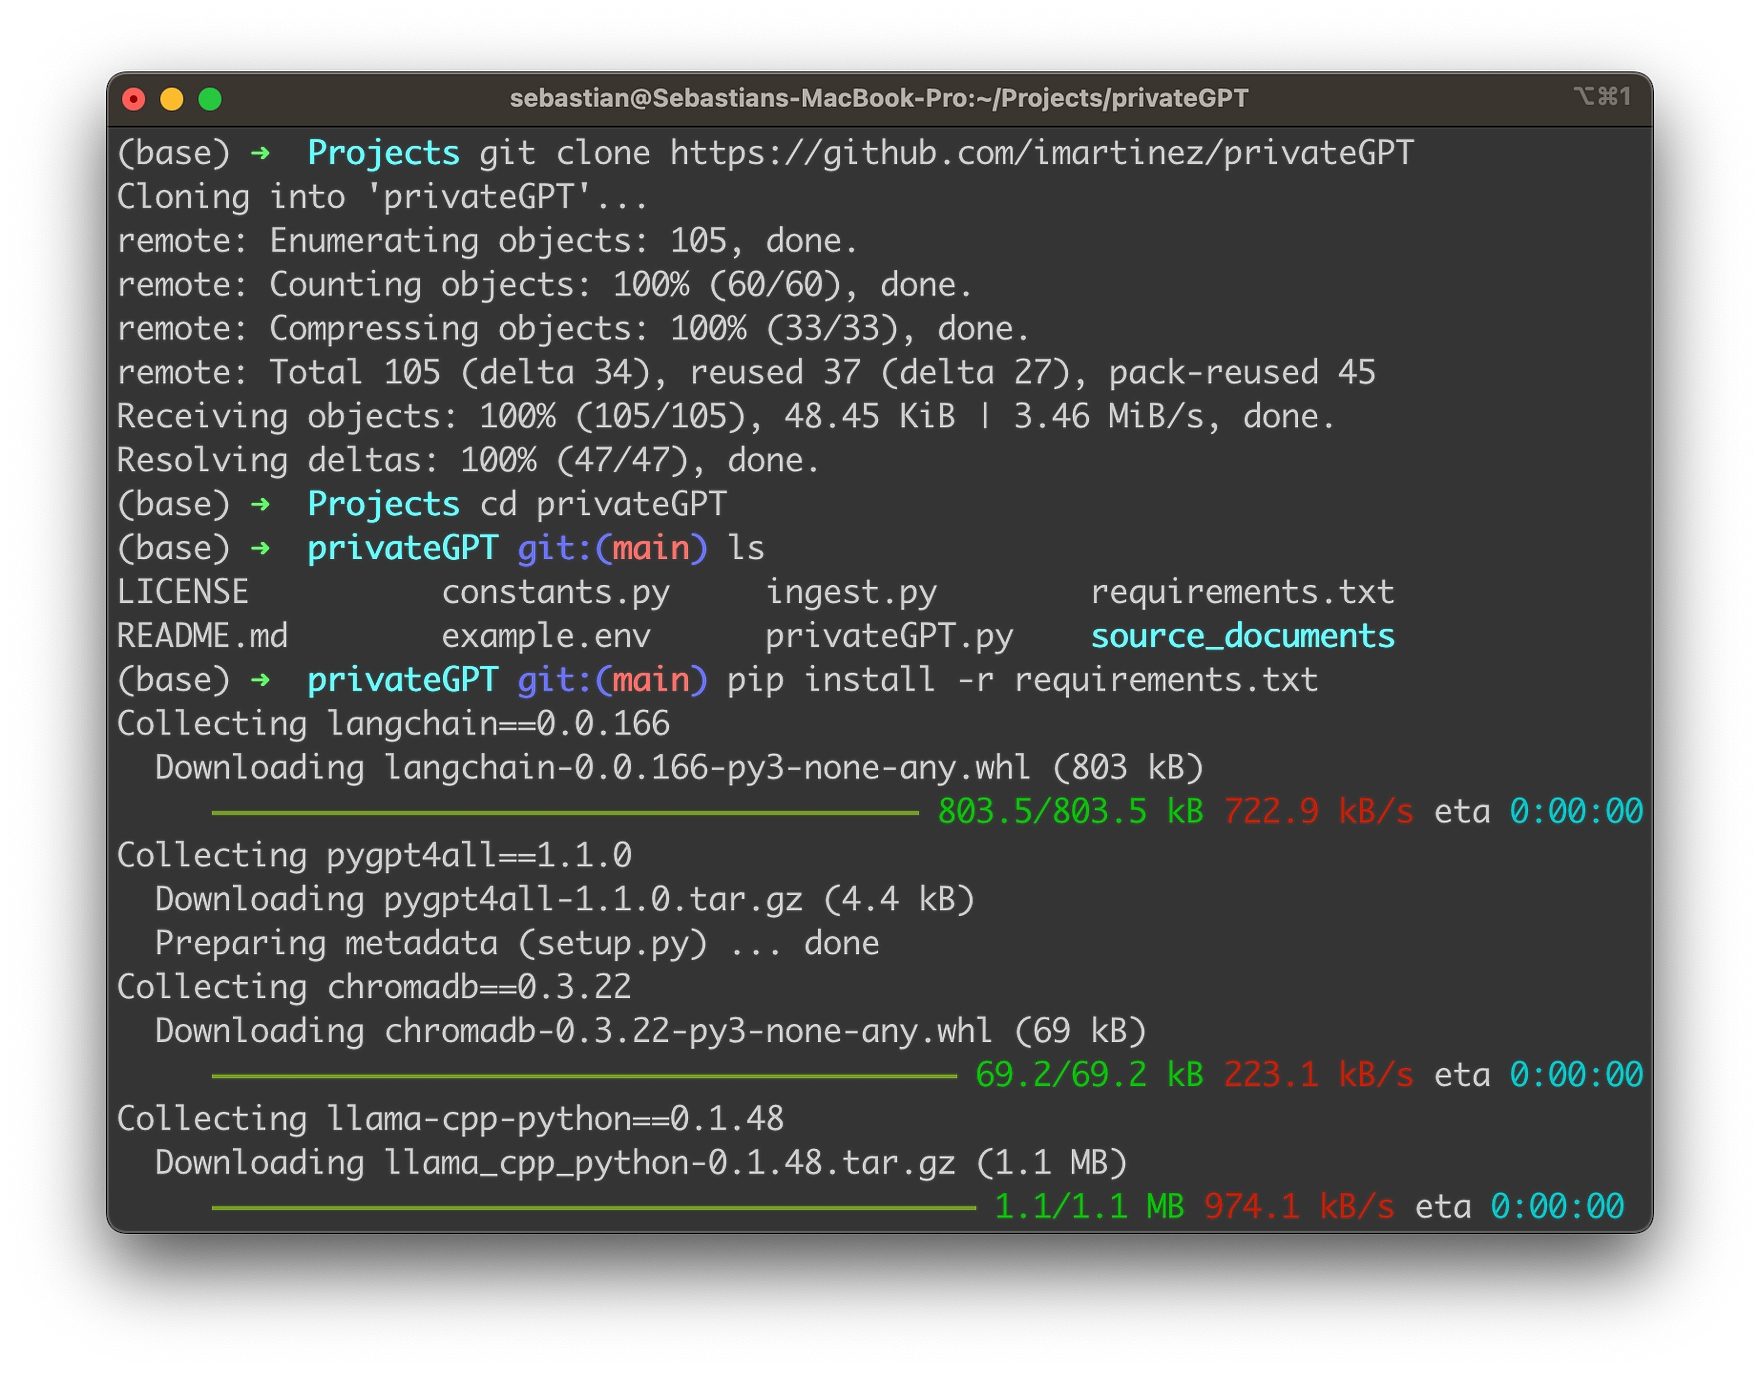 sebastian@Sebastians-MacBook-Pro:~/Projects/privateGPT ⌥⌘1
(base) ➜  Projects git clone https://github.com/imartinez/privateGPT
Cloning into 'privateGPT'...
remote: Enumerating objects: 105, done.
remote: Counting objects: 100% (60/60), done.
remote: Compressing objects: 100% (33/33), done.
remote: Total 105 (delta 34), reused 37 (delta 27), pack-reused 45
Receiving objects: 100% (105/105), 48.45 KiB | 3.46 MiB/s, done.
Resolving deltas: 100% (47/47), done.
(base) ➜  Projects cd privateGPT
(base) ➜  privateGPT git:(main) ls
LICENSE          constants.py     ingest.py        requirements.txt
README.md        example.env      privateGPT.py    source_documents
(base) ➜  privateGPT git:(main) pip install -r requirements.txt
Collecting langchain==0.0.166
  Downloading langchain-0.0.166-py3-none-any.whl (803 kB)
     803.5/803.5 kB 722.9 kB/s eta 0:00:00
Collecting pygpt4all==1.1.0
  Downloading pygpt4all-1.1.0.tar.gz (4.4 kB)
  Preparing metadata (setup.py) ... done
Collecting chromadb==0.3.22
  Downloading chromadb-0.3.22-py3-none-any.whl (69 kB)
     69.2/69.2 kB 223.1 kB/s eta 0:00:00
Collecting llama-cpp-python==0.1.48
  Downloading llama_cpp_python-0.1.48.tar.gz (1.1 MB)
     1.1/1.1 MB 974.1 kB/s eta 0:00:00